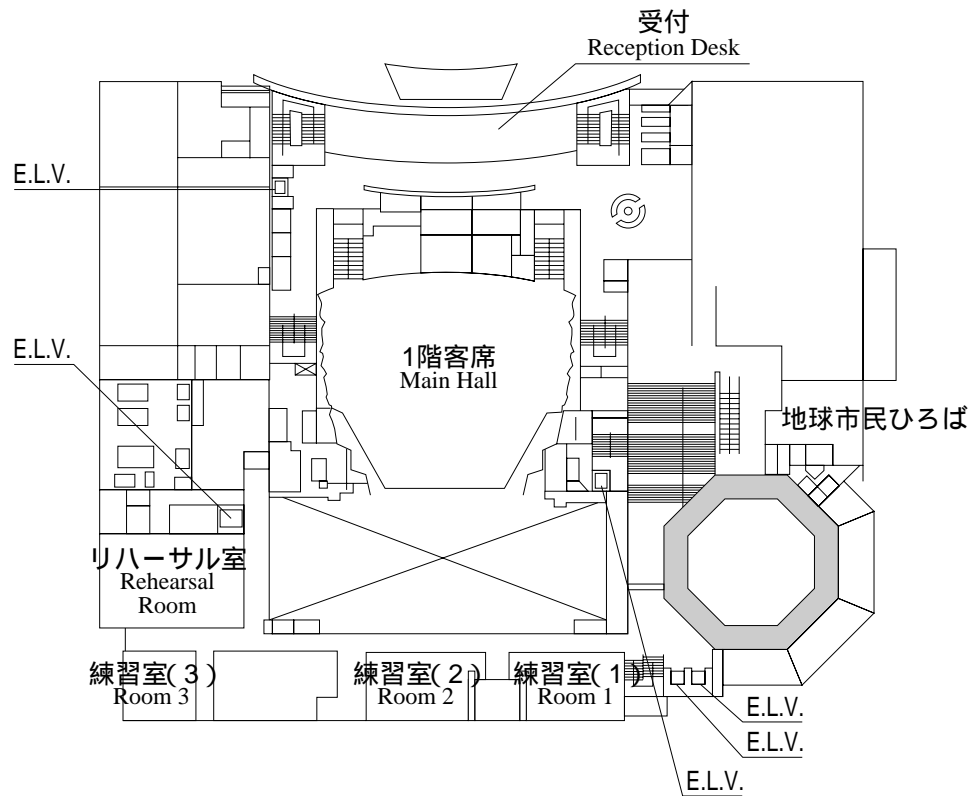 受付
Reception Desk
E.L.V.
E.L.V.
1階客席
Main Hall
地球市民ひろば
リハーサル室
Rehearsal
Room
練習室(3)
Room 3
練習室(2)
Room 2
練習室(1)
Room 1
E.L.V.
E.L.V.
E.L.V.